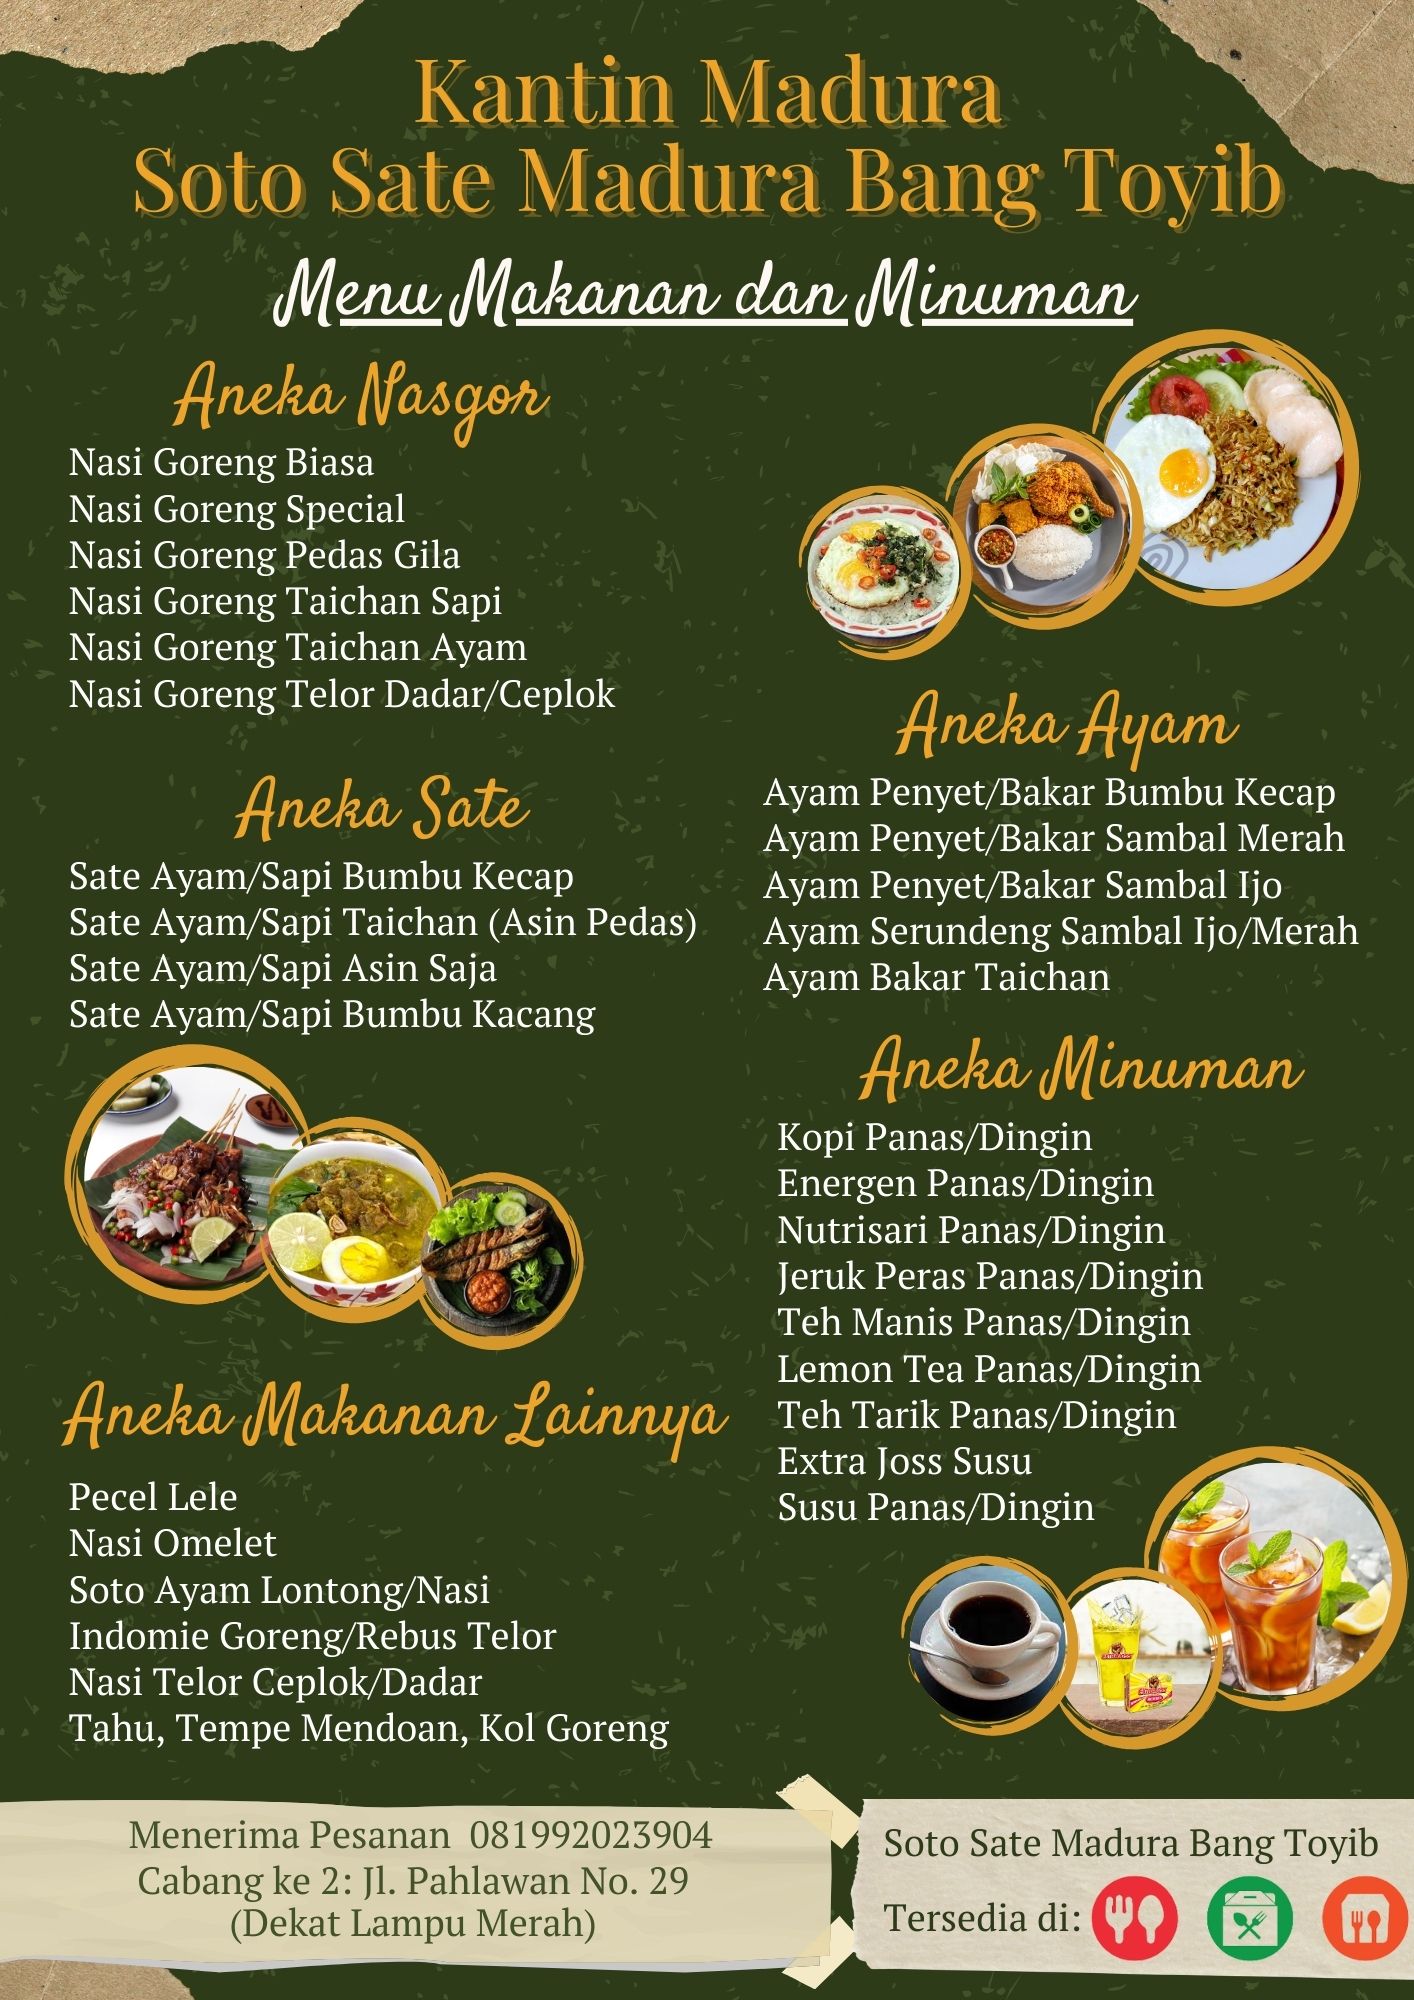 Kantin Madura
Soto Sate Madura Bang Toyib
Menu Makanan dan Minuman
Aneka Nasgor
Nasi Goreng Biasa
Nasi Goreng Special
Nasi Goreng Pedas Gila
Nasi Goreng Taichan Sapi
Nasi Goreng Taichan Ayam
Nasi Goreng Telor Dadar/Ceplok
Aneka Sate
Sate Ayam/Sapi Bumbu Kecap
Sate Ayam/Sapi Taichan (Asin Pedas)
Sate Ayam/Sapi Asin Saja
Sate Ayam/Sapi Bumbu Kacang
Aneka Makanan Lainnya
Pecel Lele
Nasi Omelet
Soto Ayam Lontong/Nasi
Indomie Goreng/Rebus Telor
Nasi Telor Ceplok/Dadar
Tahu, Tempe Mendoan, Kol Goreng
Aneka Ayam
Ayam Penyet/Bakar Bumbu Kecap
Ayam Penyet/Bakar Sambal Merah
Ayam Penyet/Bakar Sambal Ijo
Ayam Serundeng Sambal Ijo/Merah
Ayam Bakar Taichan
Aneka Minuman
Kopi Panas/Dingin
Energen Panas/Dingin
Nutrisari Panas/Dingin
Jeruk Peras Panas/Dingin
Teh Manis Panas/Dingin
Lemon Tea Panas/Dingin
Teh Tarik Panas/Dingin
Extra Joss Susu
Susu Panas/Dingin
Menerima Pesanan 081992023904
Cabang ke 2: Jl. Pahlawan No. 29
(Dekat Lampu Merah)
Soto Sate Madura Bang Toyib
Tersedia di: